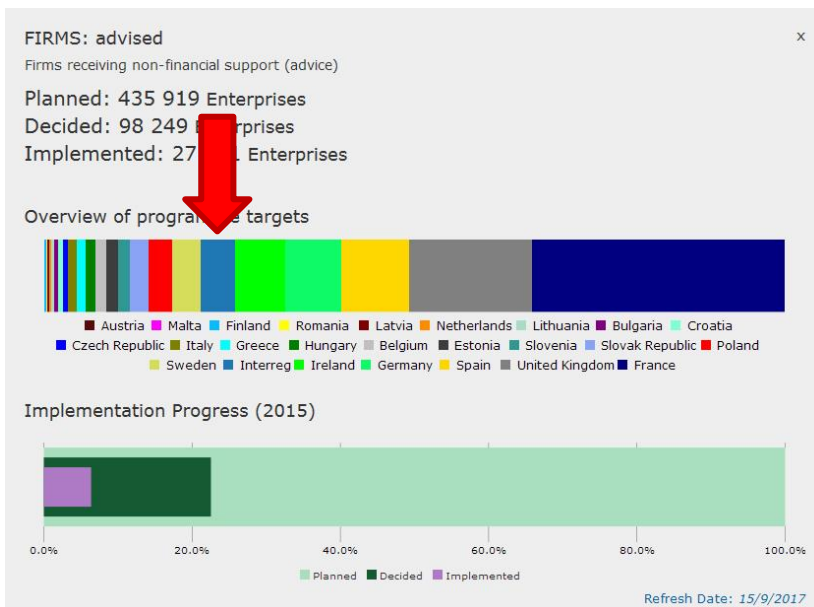 FIRMS: advised
x
Firms receiving non-financial support (advice)
Planned: 435 919 Enterprises
Decided: 98 249
Implemented: 27 Enterprises
Overview of programme targets
Austria Malta Finland Romania Latvia Netherlands Lithuania Bulgaria Croatia
Czech Republic Italy Greece Hungary Belgium Estonia Slovenia Slovak Republic Poland
Sweden Interreg Ireland Germany Spain United Kingdom France
Implementation Progress (2015)
0.0% 20.0% 40.0% 60.0% 80.0% 100.0%
Planned Decided Implemented
Refresh Date: 15/9/2017